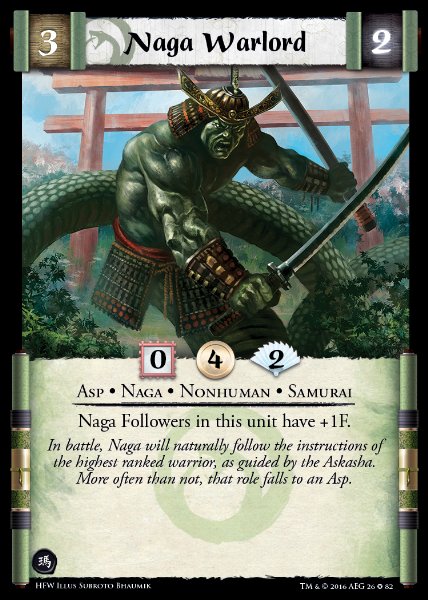 3
Naga Warlord
2
0
4
2
Asp • Naga • Nonhuman • Samurai
Naga Followers in this unit have +1F.
In battle, Naga will naturally follow the instructions of
the highest ranked warrior, as guided by the Askasha.
More often than not, that role falls to an Asp.
瑪
HFW Illus Subroto Bhaumik
TM & © 2016 AEG 26 ✪ 82